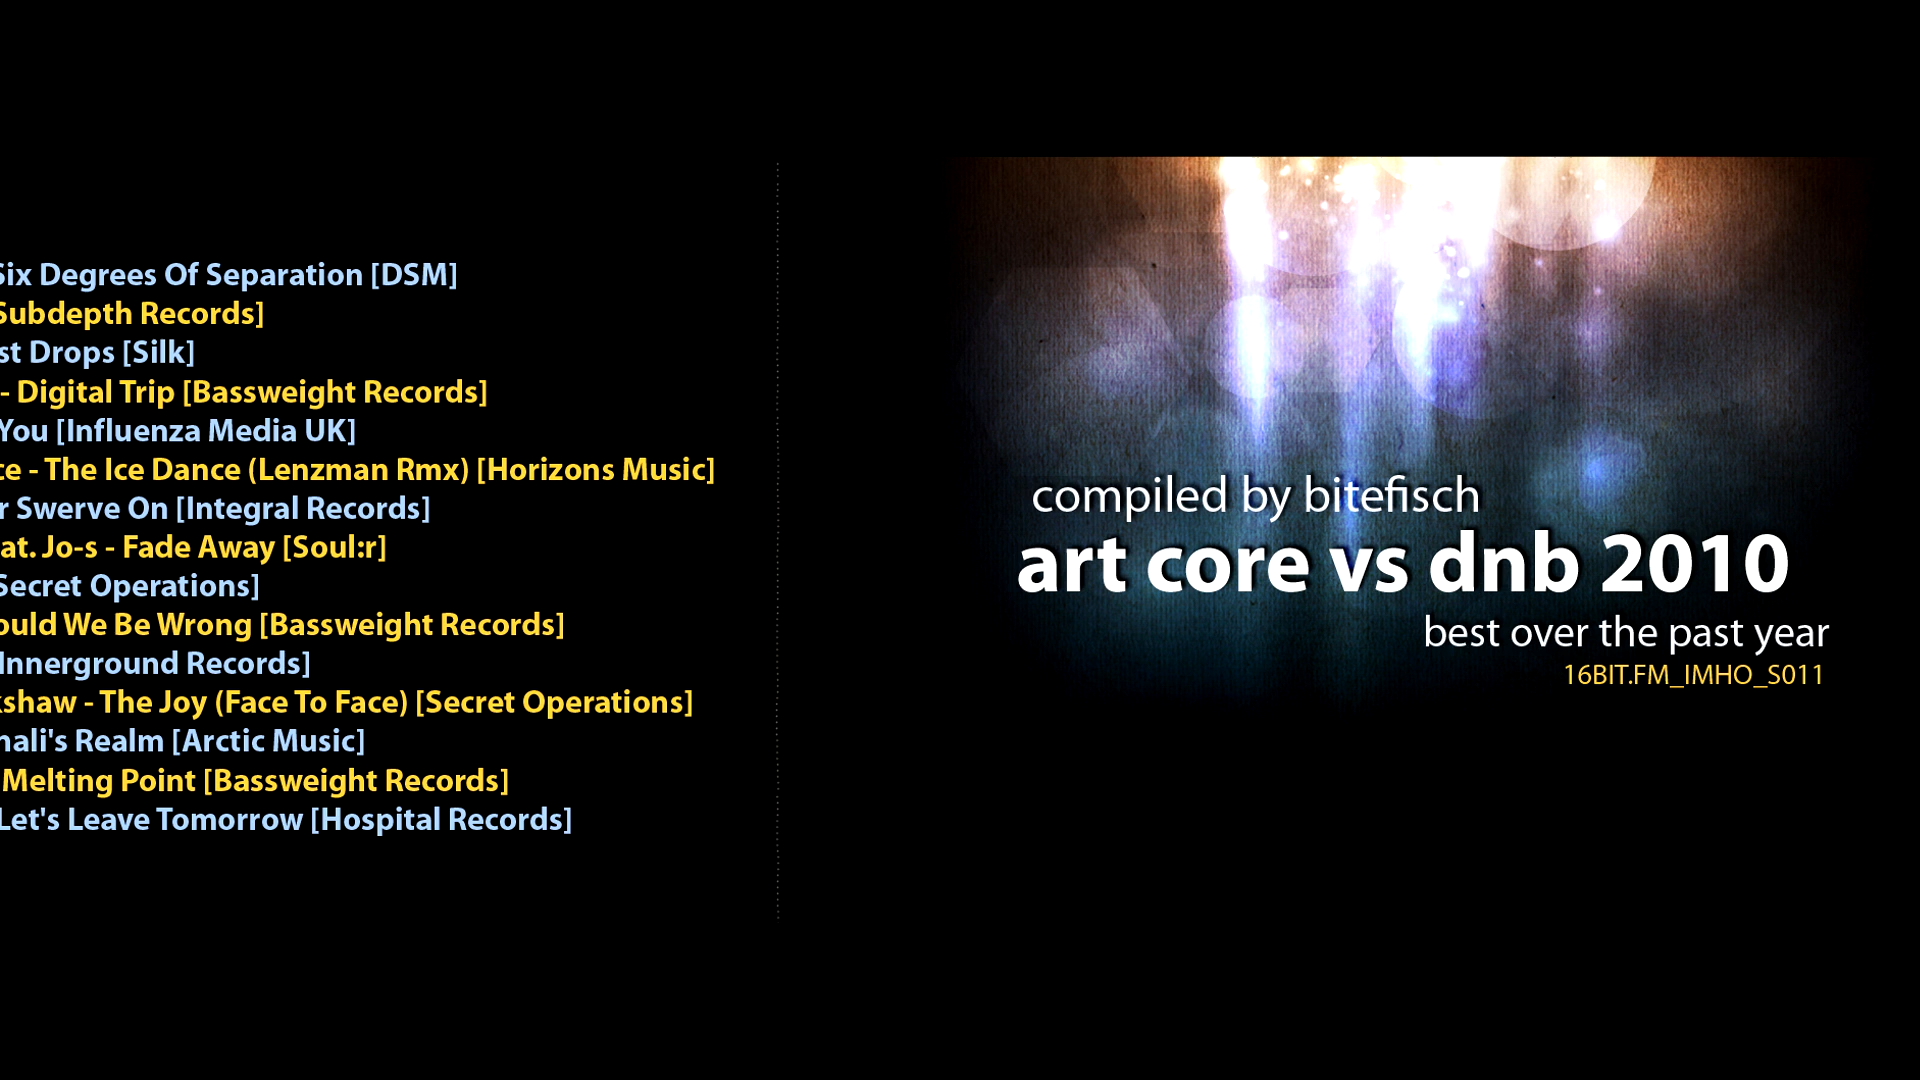 Six Degrees Of Separation [DSM]
Subdepth Records]
st Drops [Silk]
- Digital Trip [Bassweight Records]
You [Influenza Media UK]
ce - The Ice Dance (Lenzman Rmx) [Horizons Music]
r Swerve On [Integral Records]
at. Jo-s - Fade Away [Soul:r]
Secret Operations]
ould We Be Wrong [Bassweight Records]
Innerground Records]
kshaw - The Joy (Face To Face) [Secret Operations]
nali's Realm [Arctic Music]
Melting Point [Bassweight Records]
Let's Leave Tomorrow [Hospital Records]
compiled by bitefisch
art core vs dnb 2010
best over the past year
16BIT.FM_IMHO_S011